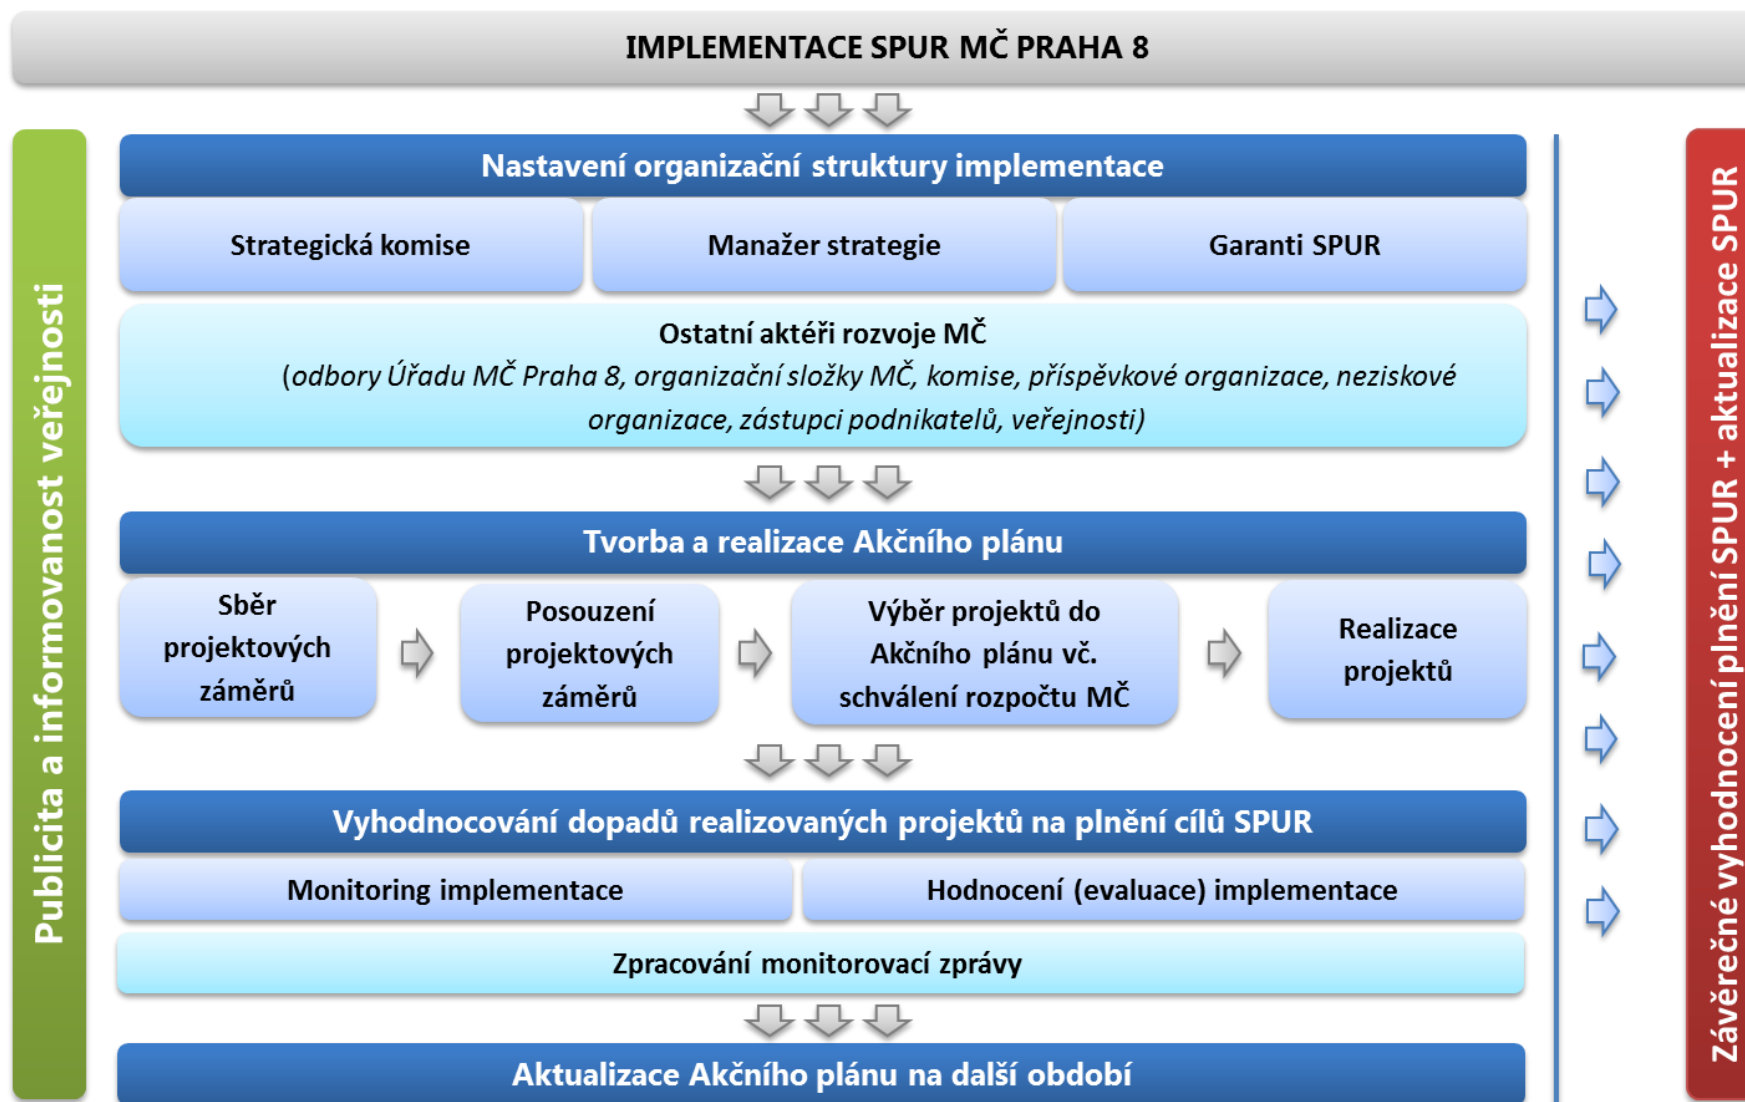 IMPLEMENTACE SPUR MČ PRAHA 8
Publicita a informovanost veřejnosti
Nastavení organizační struktury implementace
Strategická komise
Manažer strategie
Garanti SPUR
Ostatní aktéři rozvoje MČ
(odbory Úřadu MČ Praha 8, organizační složky MČ, komise, příspěvkové organizace, neziskové
organizace, zástupci podnikatelů, veřejnosti)
Tvorba a realizace Akčního plánu
Sběr
projektových
záměrů
Posouzení
projektových
záměrů
Výběr projektů do
Akčního plánu vč.
schválení rozpočtu MČ
Realizace
projektů
Vyhodnocování dopadů realizovaných projektů na plnění cílů SPUR
Monitoring implementace
Hodnocení (evaluace) implementace
Zpracování monitorovací zprávy
Aktualizace Akčního plánu na další období
Závěrečné vyhodnocení plnění SPUR + aktualizace SPUR